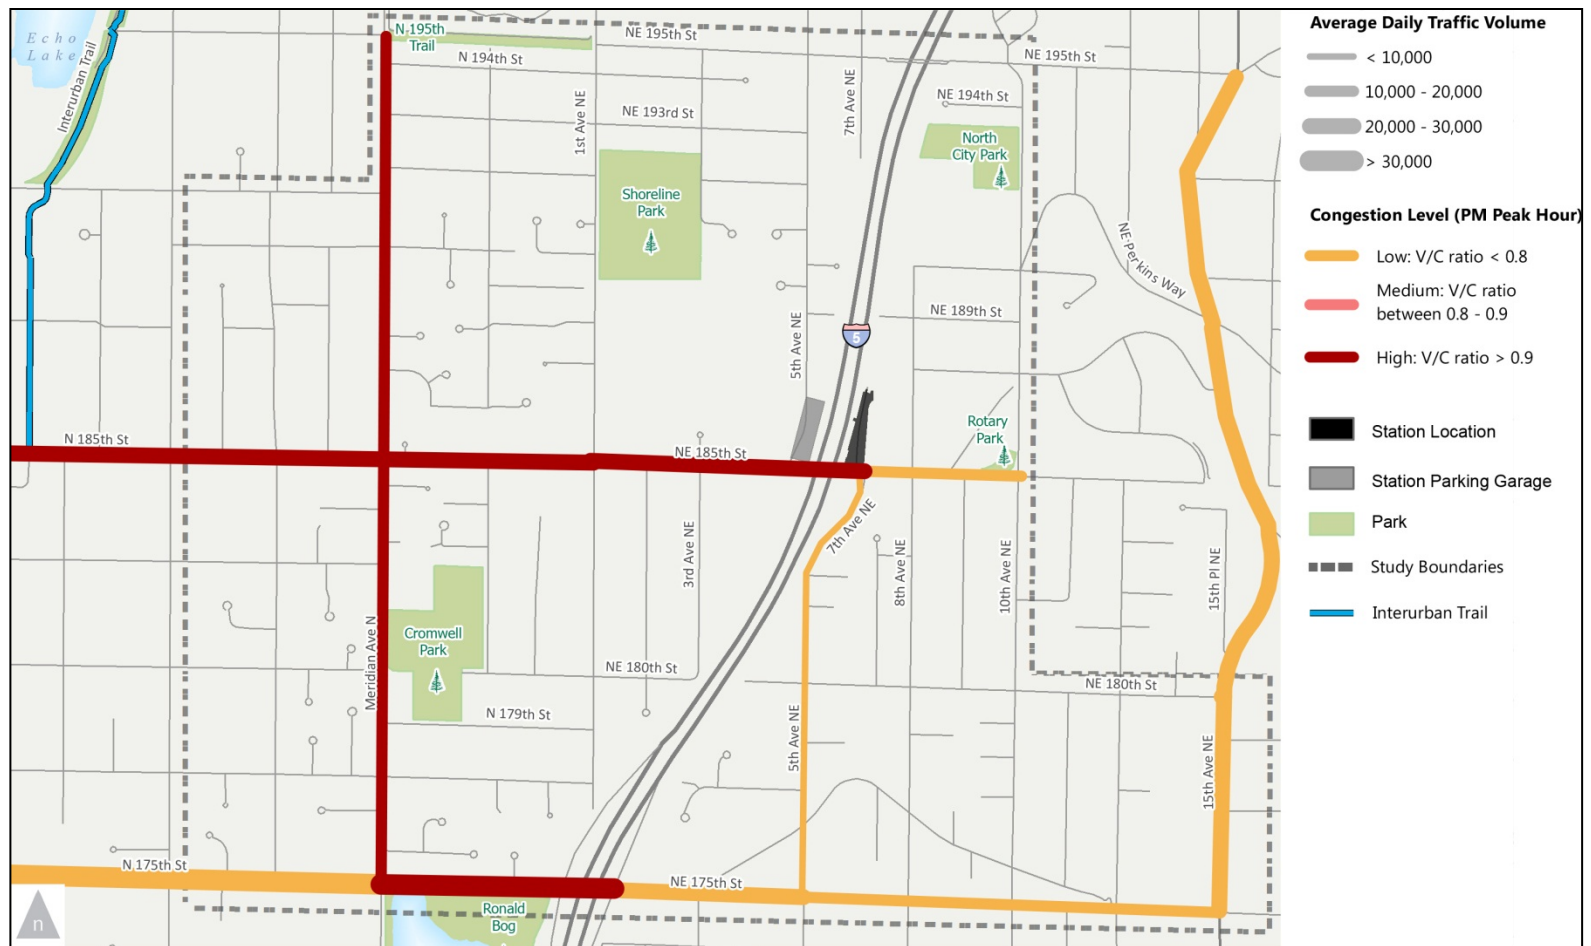 Echo
Lake
Interurban Trail
N 195th
Trail
NE 195th St
NE 195th St
N 194th St
NE 194th St
1st Ave NE
NE 193rd St
7th Ave NE
North
City Park
Shoreline
Park
NE Perkins Way
NE 189th St
5th Ave NE
5
Rotary
Park
N 185th St
NE 185th St
7th Ave NE
3rd Ave NE
8th Ave NE
10th Ave NE
15th Pl NE
Cromwell
Park
Meridian Ave N
NE 180th St
NE 180th St
N 179th St
5th Ave NE
15th Ave NE
N 175th St
NE 175th St
Ronald
Bog
n
Average Daily Traffic Volume
< 10,000
10,000 - 20,000
20,000 - 30,000
> 30,000
Congestion Level (PM Peak Hour)
Low: V/C ratio < 0.8
Medium: V/C ratio
between 0.8 - 0.9
High: V/C ratio > 0.9
Station Location
Station Parking Garage
Park
Study Boundaries
Interurban Trail